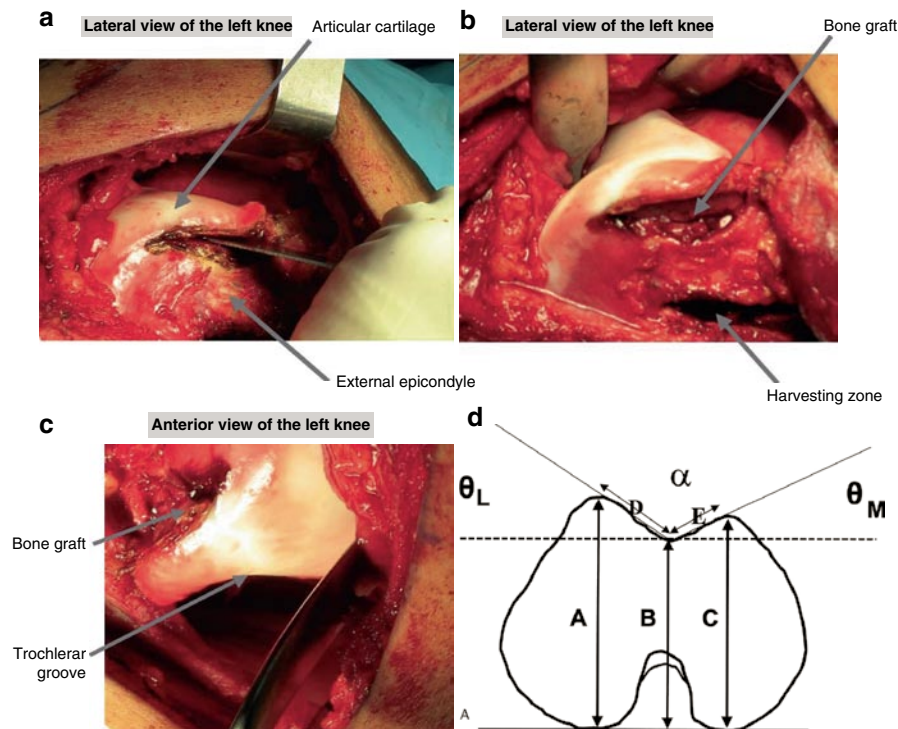 a
Lateral view of the left knee
Articular cartilage
External epicondyle
b
Lateral view of the left knee
Bone graft
Harvesting zone
c
Anterior view of the left knee
Bone graft
Trochlerar
groove
d
θL
α
θM
D
E
A
B
C
A